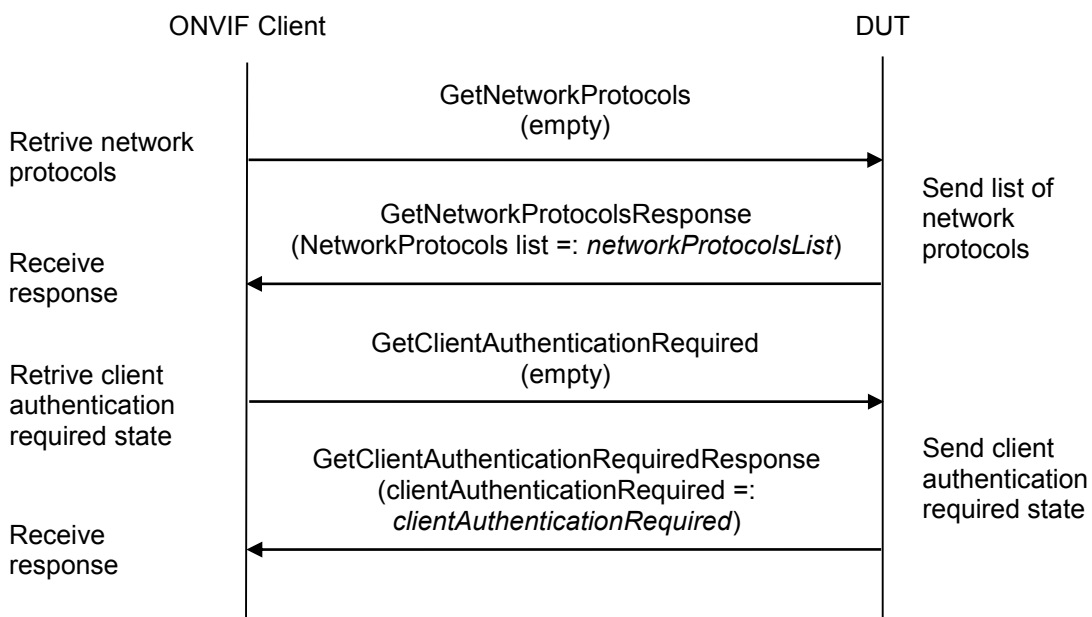 ONVIF Client
DUT
GetNetworkProtocols
(empty)
Retrive network
protocols
Send list of
network
protocols
GetNetworkProtocolsResponse
(NetworkProtocols list =: networkProtocolsList)
Receive
response
GetClientAuthenticationRequired
(empty)
Retrive client
authentication
required state
Send client
authentication
required state
GetClientAuthenticationRequiredResponse
(clientAuthenticationRequired =:
clientAuthenticationRequired)
Receive
response